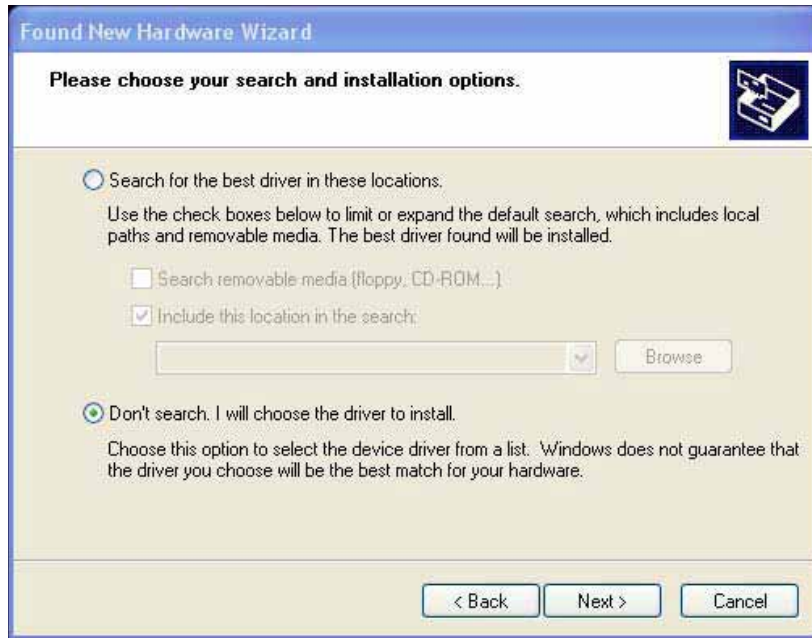 Found New Hardware Wizard
Please choose your search and installation options.
Search for the best driver in these locations.
Use the check boxes below to limit or expand the default search, which includes local
paths and removable media. The best driver found will be installed.
Search removable media (floppy, CD-ROM...)
Include this location in the search:
Browse
Don't search. I will choose the driver to install.
Choose this option to select the device driver from a list. Windows does not guarantee that
the driver you choose will be the best match for your hardware.
< Back Next > Cancel